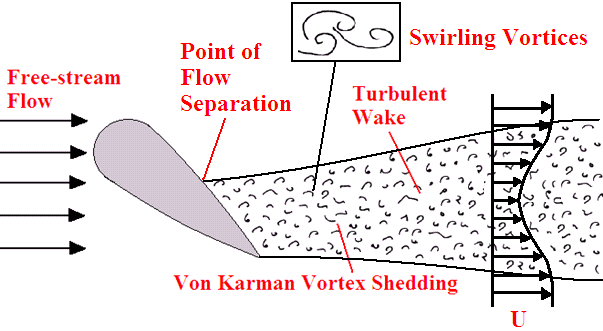 Swirling Vortices
Point of
Flow
Separation
Free-stream
Flow
Turbulent
Wake
Von Karman Vortex Shedding
U